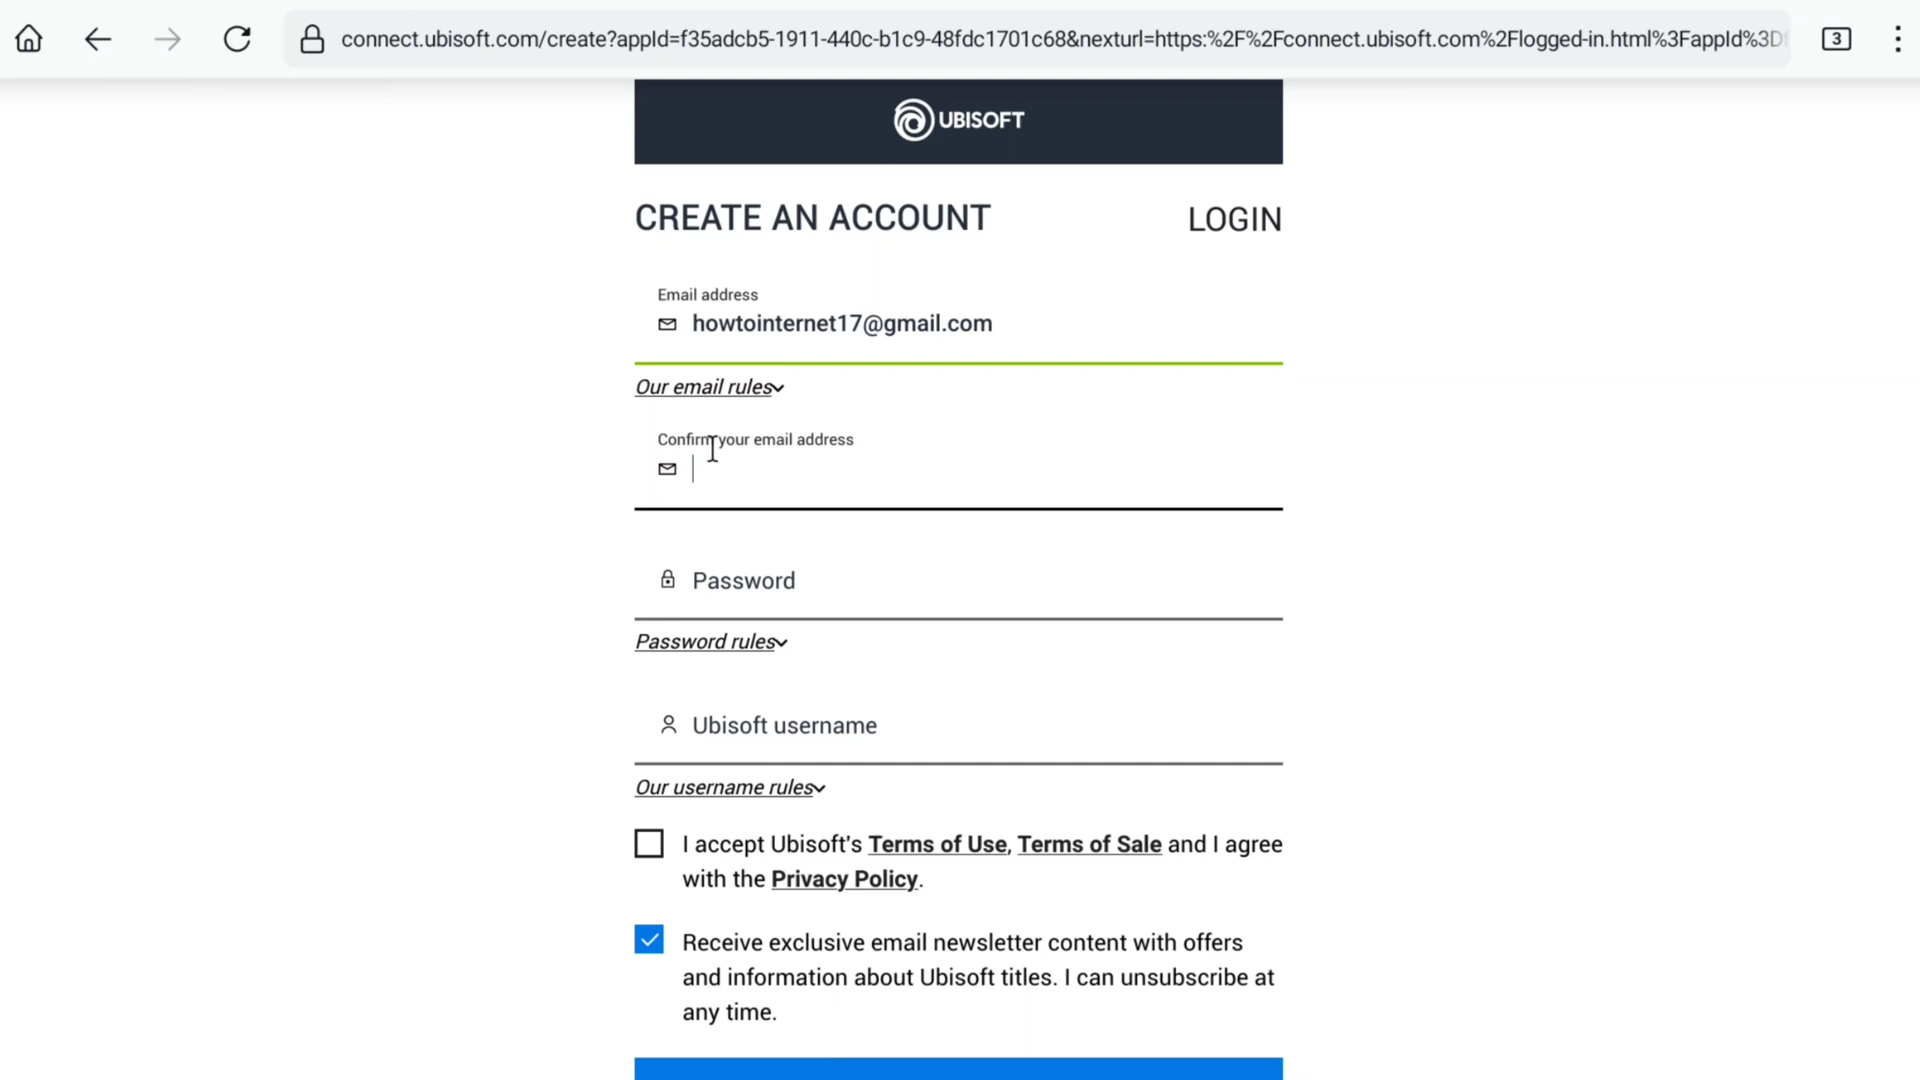 connect.ubisoft.com/create?appId=f35adcb5-1911-440c-b1c9-48fdc1701c68&nexturl=https:%2F%2Fconnect.ubisoft.com%2Flogged-in.html%3FappId%3Df
3
UBISOFT
CREATE AN ACCOUNT
LOGIN
Email address
howtointernet17@gmail.com
Our email rules
Confirm your email address
Password
Password rules
Ubisoft username
Our username rules
I accept Ubisoft's Terms of Use, Terms of Sale and I agree
with the Privacy Policy.
Receive exclusive email newsletter content with offers
and information about Ubisoft titles. I can unsubscribe at
any time.